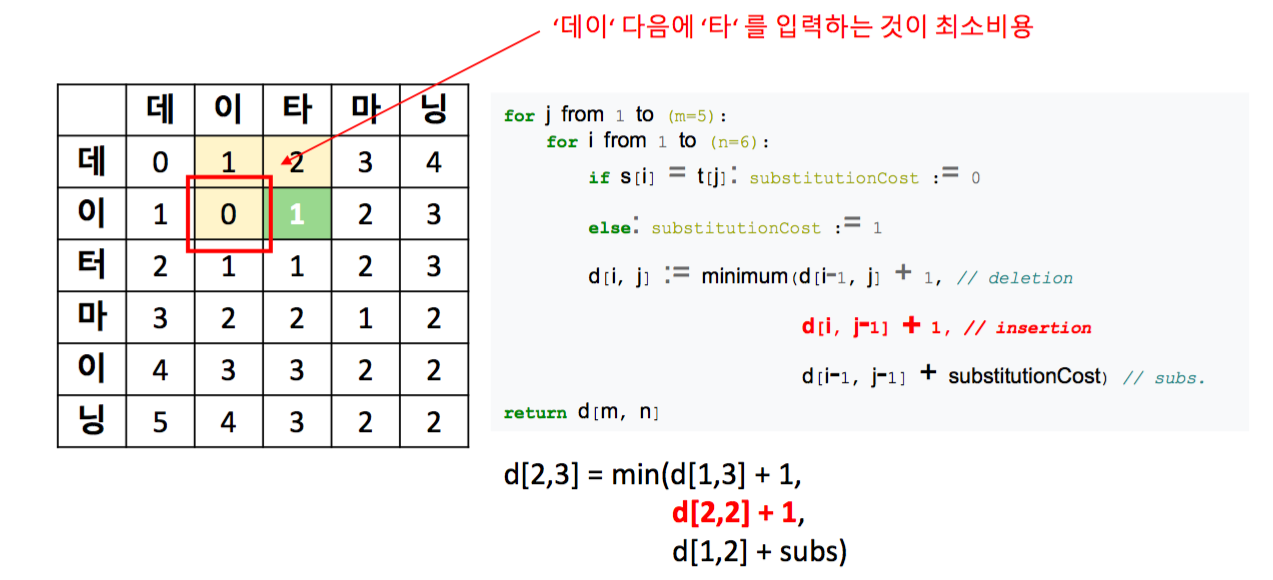 ‘데이‘ 다음에 ‘타‘ 를 입력하는 것이 최소비용
데 이 타 마 닝
데 0 1 2 3 4
이 1 0 1 2 3
터 2 1 1 2 3
마 3 2 2 1 2
이 4 3 3 2 2
닝 5 4 3 2 2
for j from 1 to (m=5):
for i from 1 to (n=6):
if s[i] = t[j]: substitutionCost := 0
else: substitutionCost := 1
d[i, j] := minimum(d[i-1, j] + 1, // deletion
d[i, j-1] + 1, // insertion
d[i-1, j-1] + substitutionCost) // subs.
return d[m, n]
d[2,3] = min(d[1,3] + 1,
d[2,2] + 1,
d[1,2] + subs)